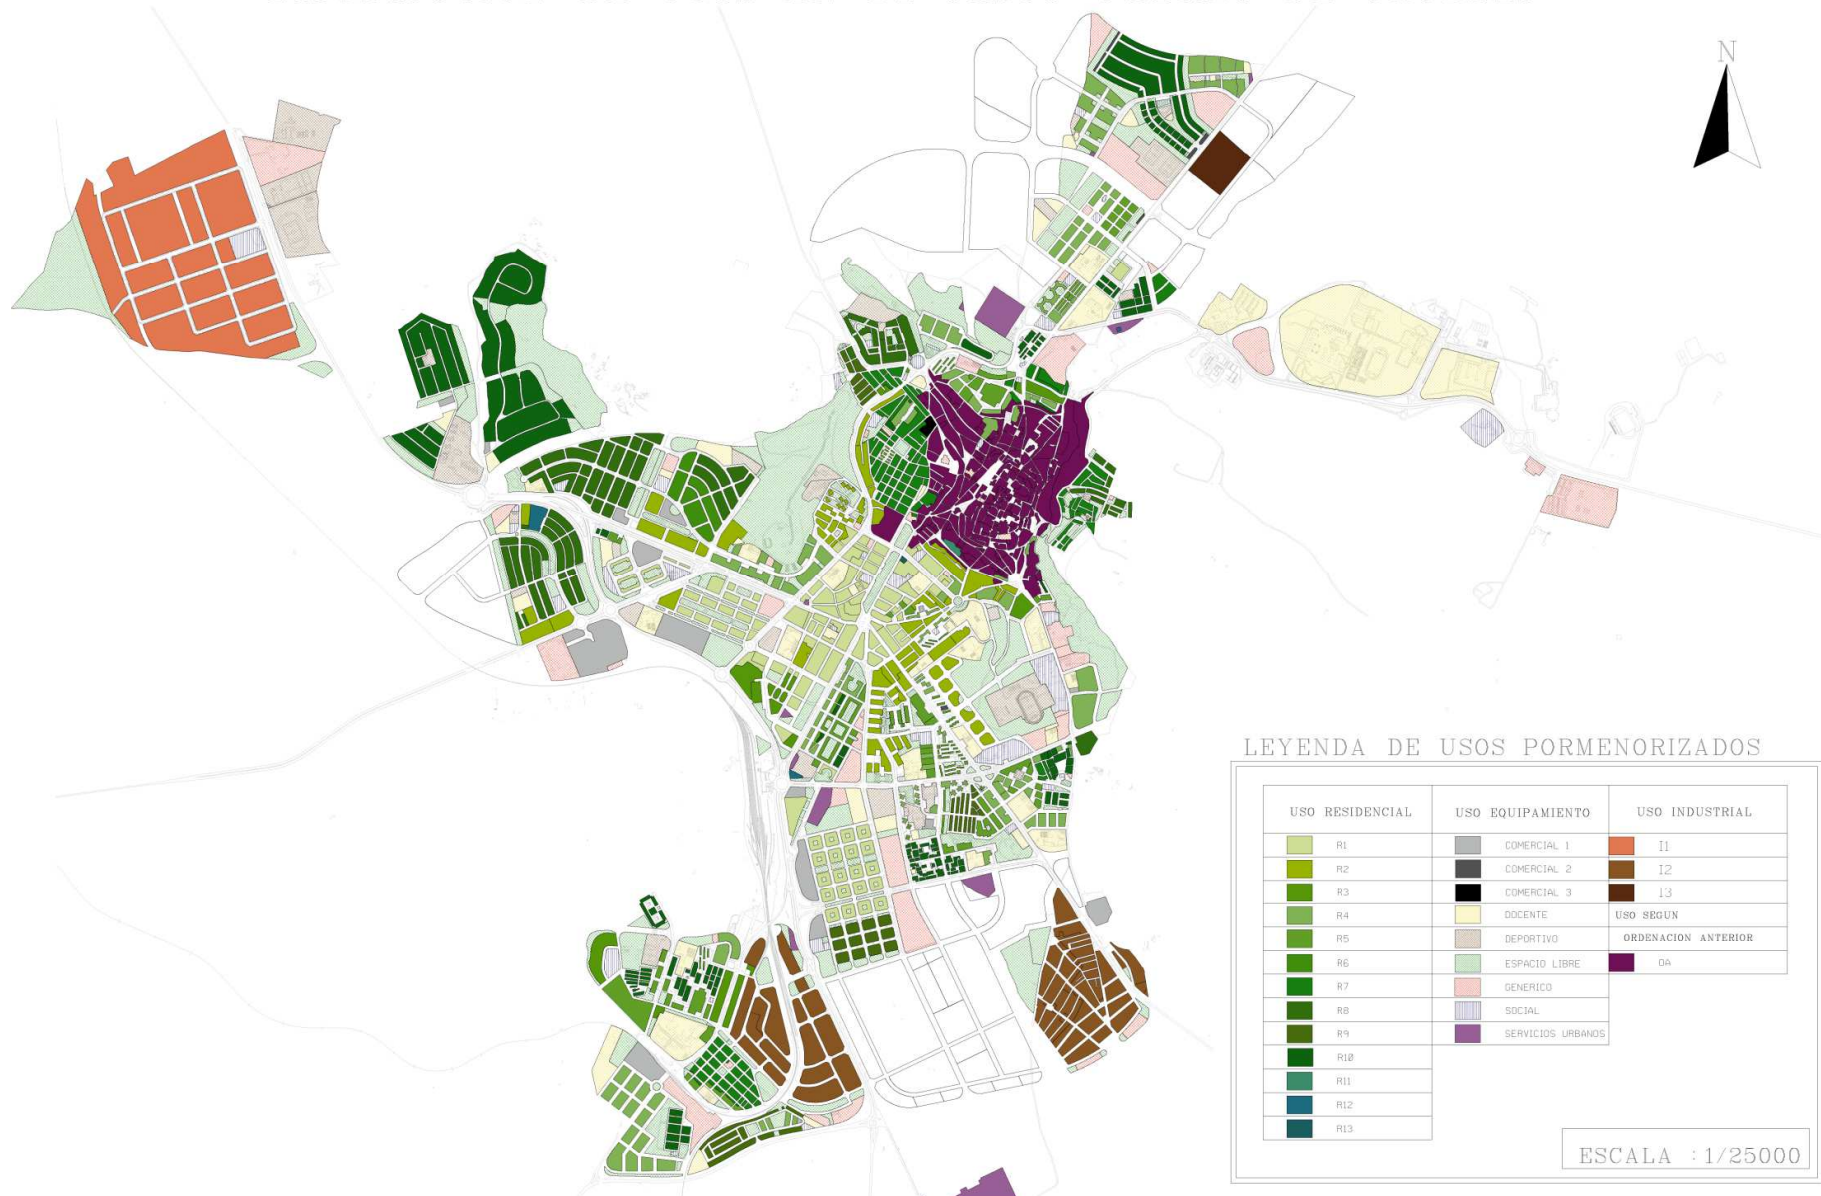 N
LEYENDA DE USOS PORMENORIZADOS
USO RESIDENCIAL
R1
R2
R3
R4
R5
R6
R7
R8
R9
R10
R11
R12
R13
USO EQUIPAMIENTO
COMERCIAL 1
COMERCIAL 2
COMERCIAL 3
DOCENTE
DEPORTIVO
ESPACIO LIBRE
GENERICO
SOCIAL
SERVICIOS URBANOS
USO INDUSTRIAL
I1
I2
I3
USO SEGUN
ORDENACION ANTERIOR
OA
ESCALA : 1/25000